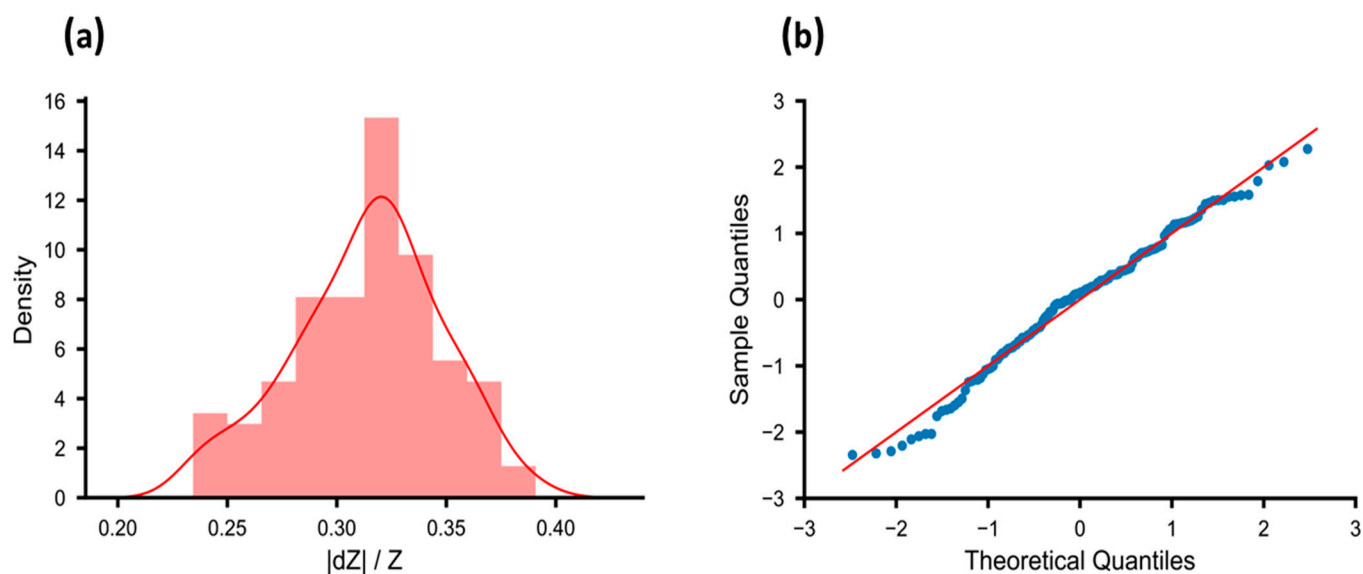 (a)
16
14
12
10
8
6
4
2
0
Density
0.20 0.25 0.30 0.35 0.40
|dZ| / Z
(b)
3
2
1
0
−1
−2
−3
Sample Quantiles
−3 −2 −1 0 1 2 3
Theoretical Quantiles